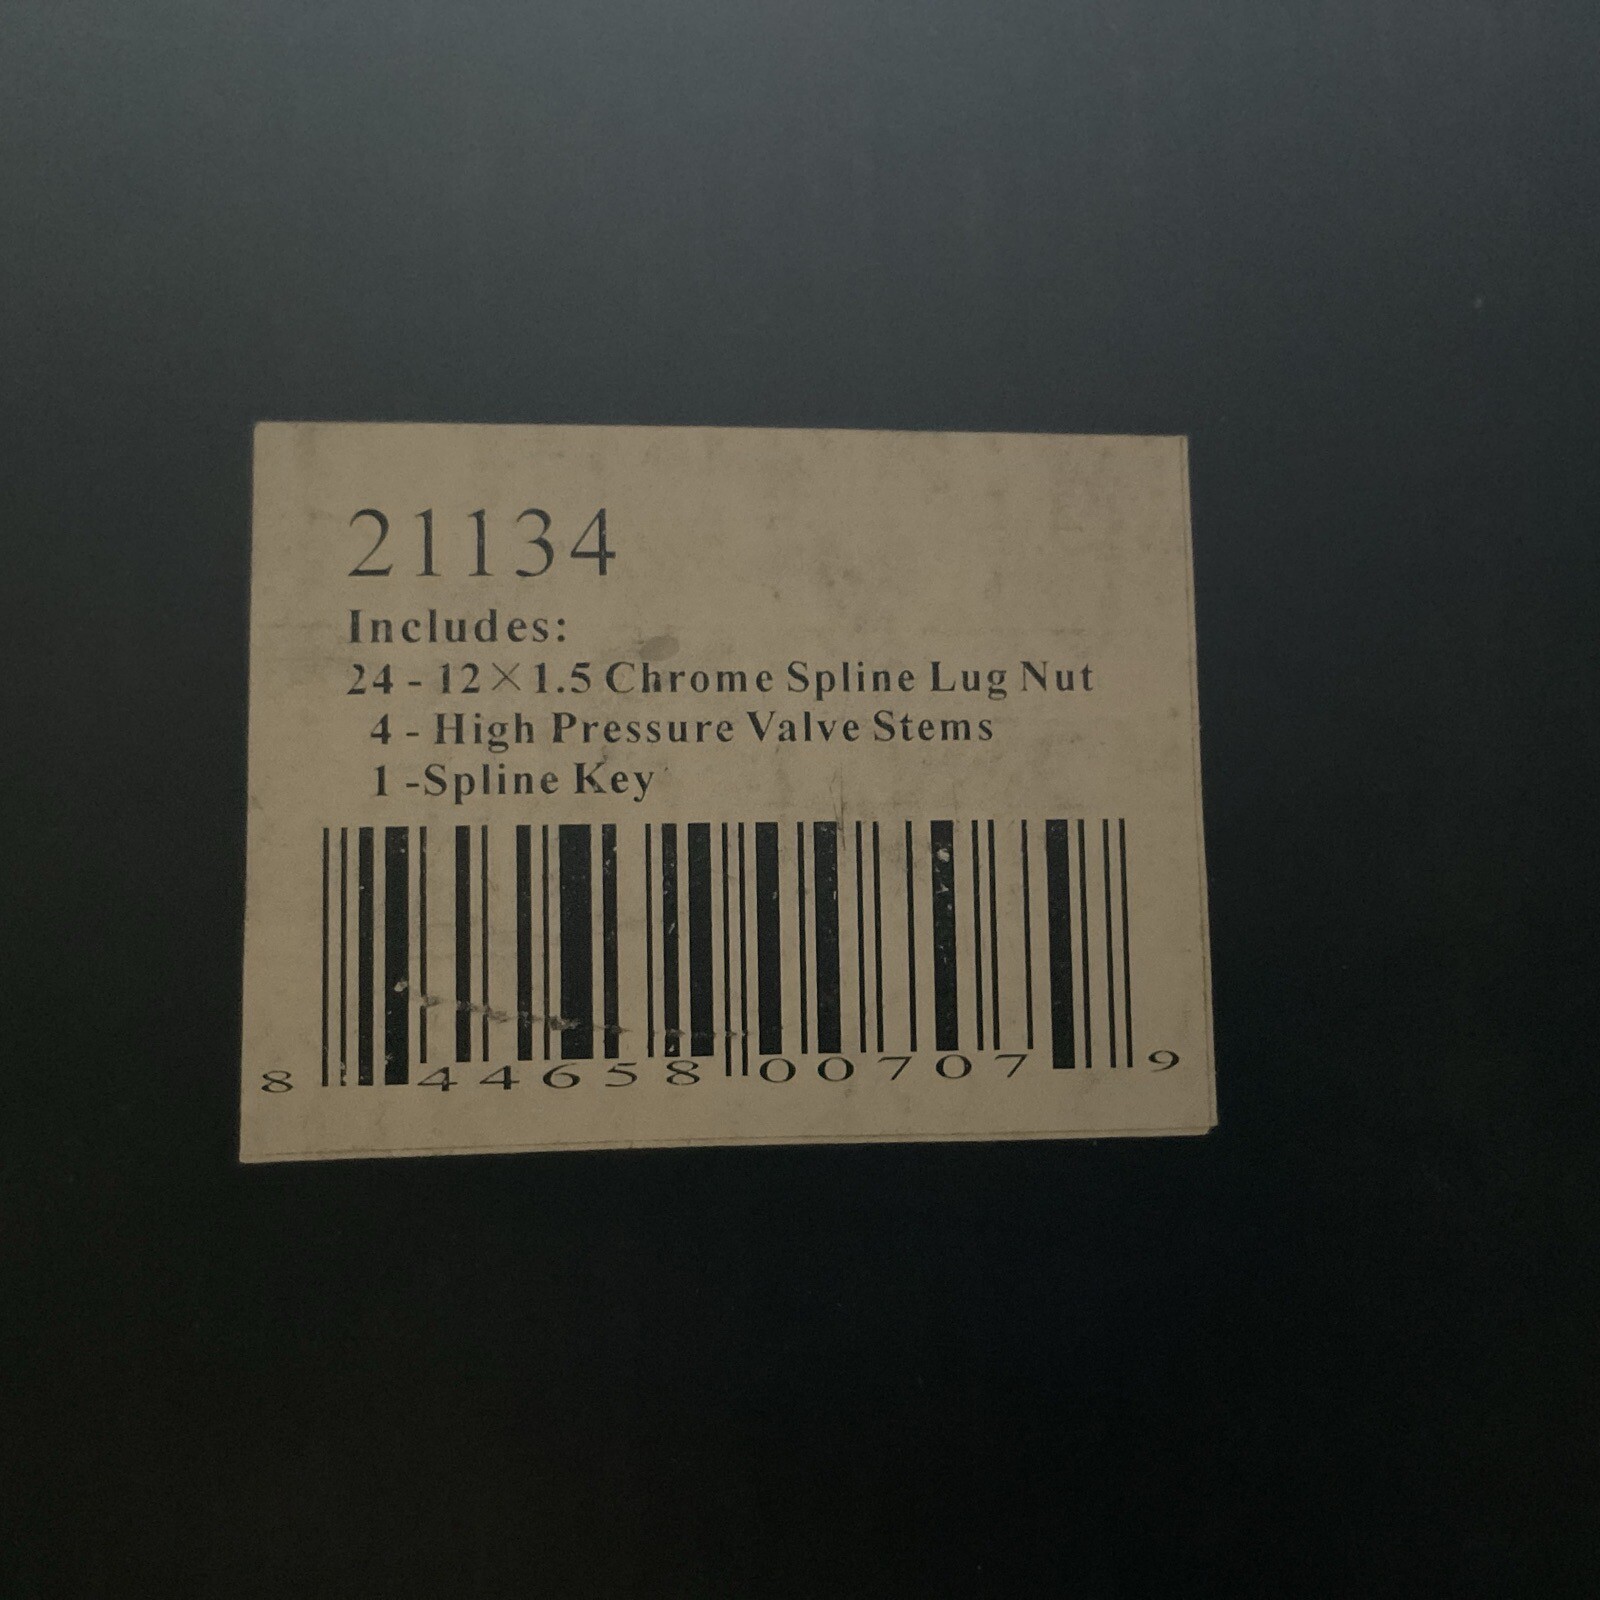 21134
Includes:
24 - 12×1.5 Chrome Spline Lug Nut
4 - High Pressure Valve Stems
1 -Spline Key
8 44658 00707 9